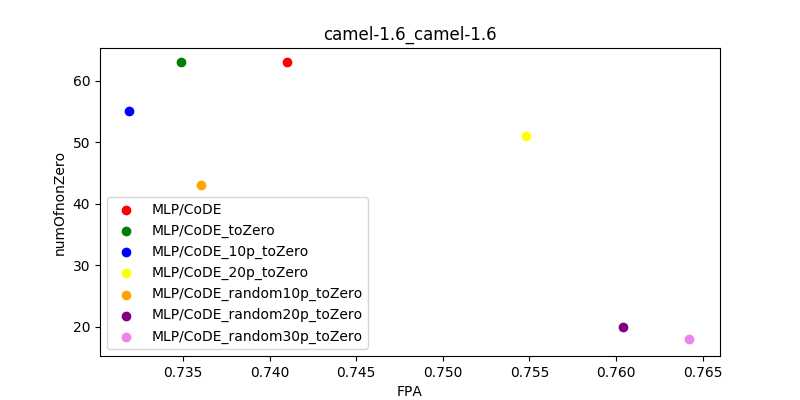 camel-1.6_camel-1.6
numOfnonZero
60
50
40
30
20
MLP/CoDE
MLP/CoDE_toZero
MLP/CoDE_10p_toZero
MLP/CoDE_20p_toZero
MLP/CoDE_random10p_toZero
MLP/CoDE_random20p_toZero
MLP/CoDE_random30p_toZero
0.735 0.740 0.745 0.750 0.755 0.760 0.765
FPA